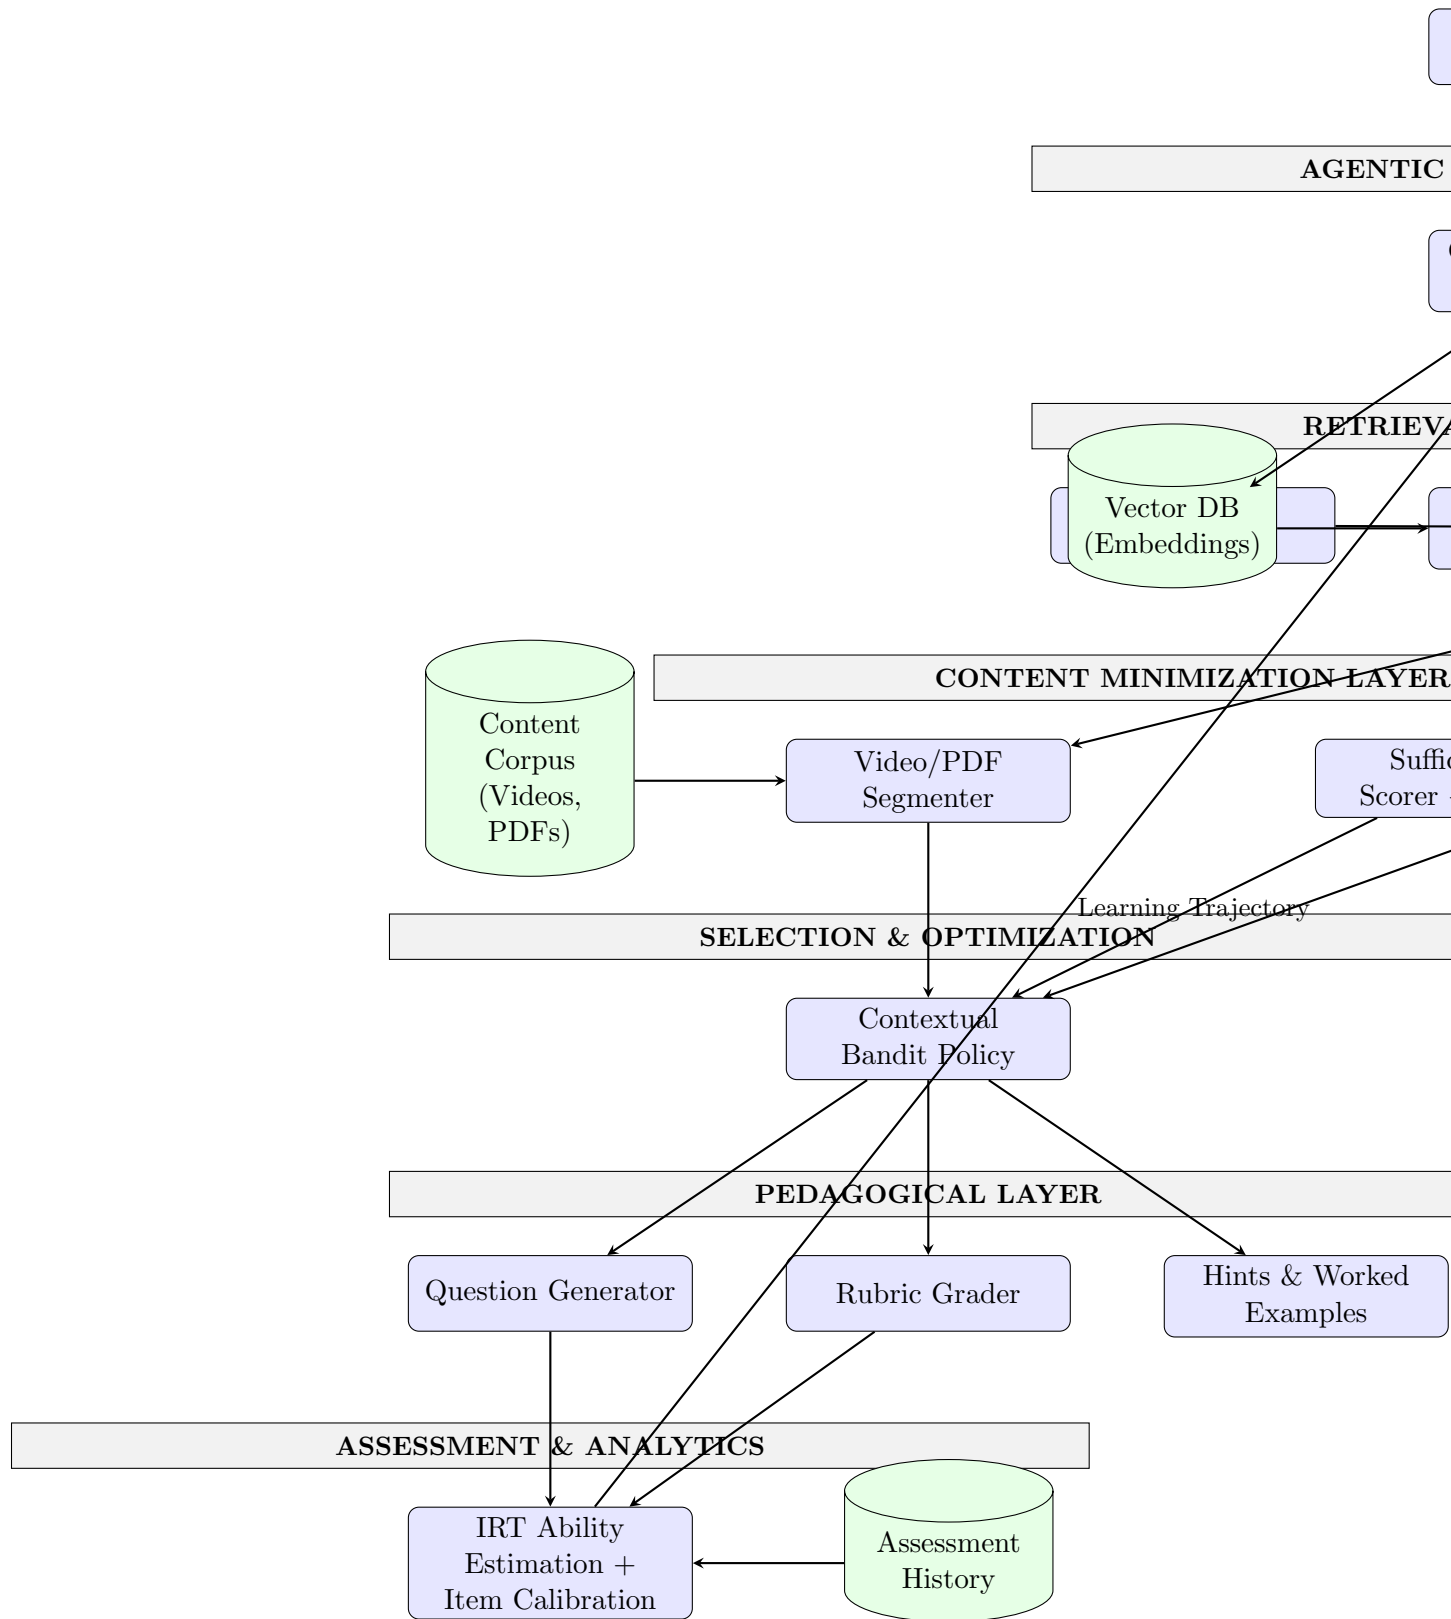 AGENTIC
Vector DB
(Embeddings)
CONTENT MINIMIZATION LAYER
Content
Corpus
(Videos,
PDFs)
Video/PDF
Segmenter
Scorer
Learning Trajectory
SELECTION & OPTIMIZATION
Contextual
Bandit Policy
PEDAGOGICAL LAYER
Question Generator
Rubric Grader
Hints & Worked
Examples
ASSESSMENT & ANALYTICS
IRT Ability
Estimation +
Item Calibration
Assessment
History